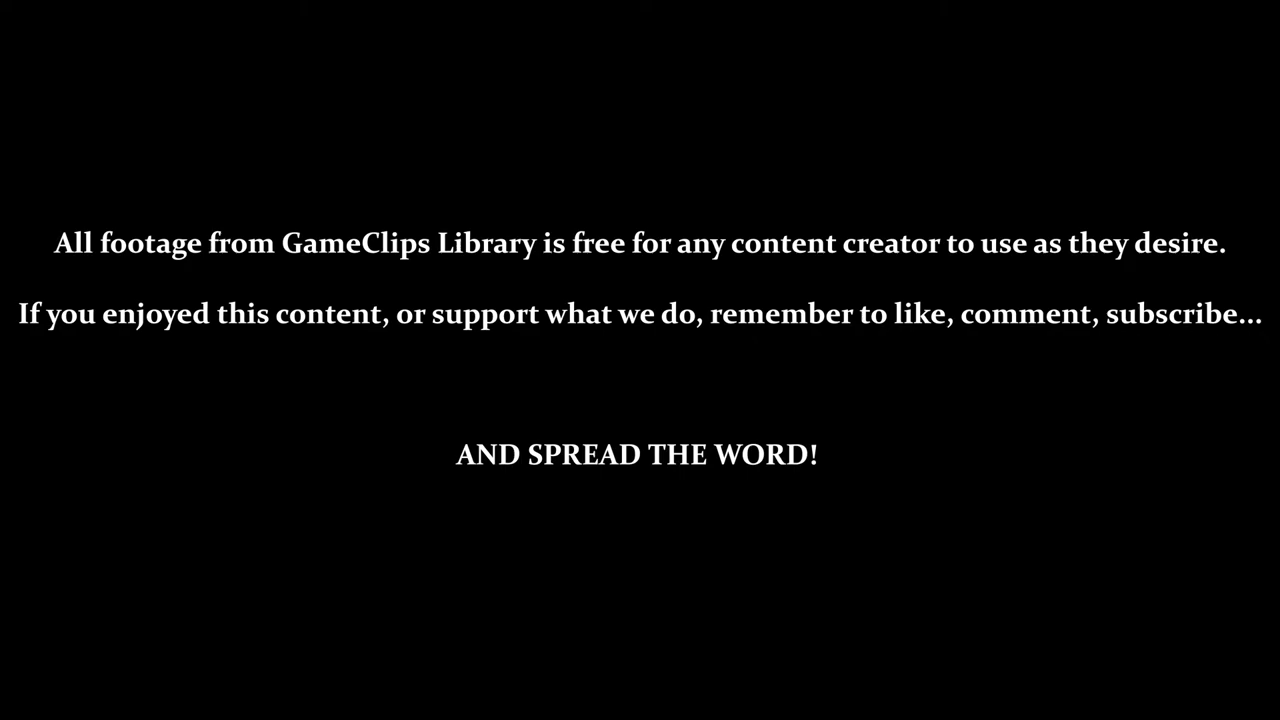 All footage from GameClips Library is free for any content creator to use as they desire.
If you enjoyed this content, or support what we do, remember to like, comment, subscribe...
AND SPREAD THE WORD!